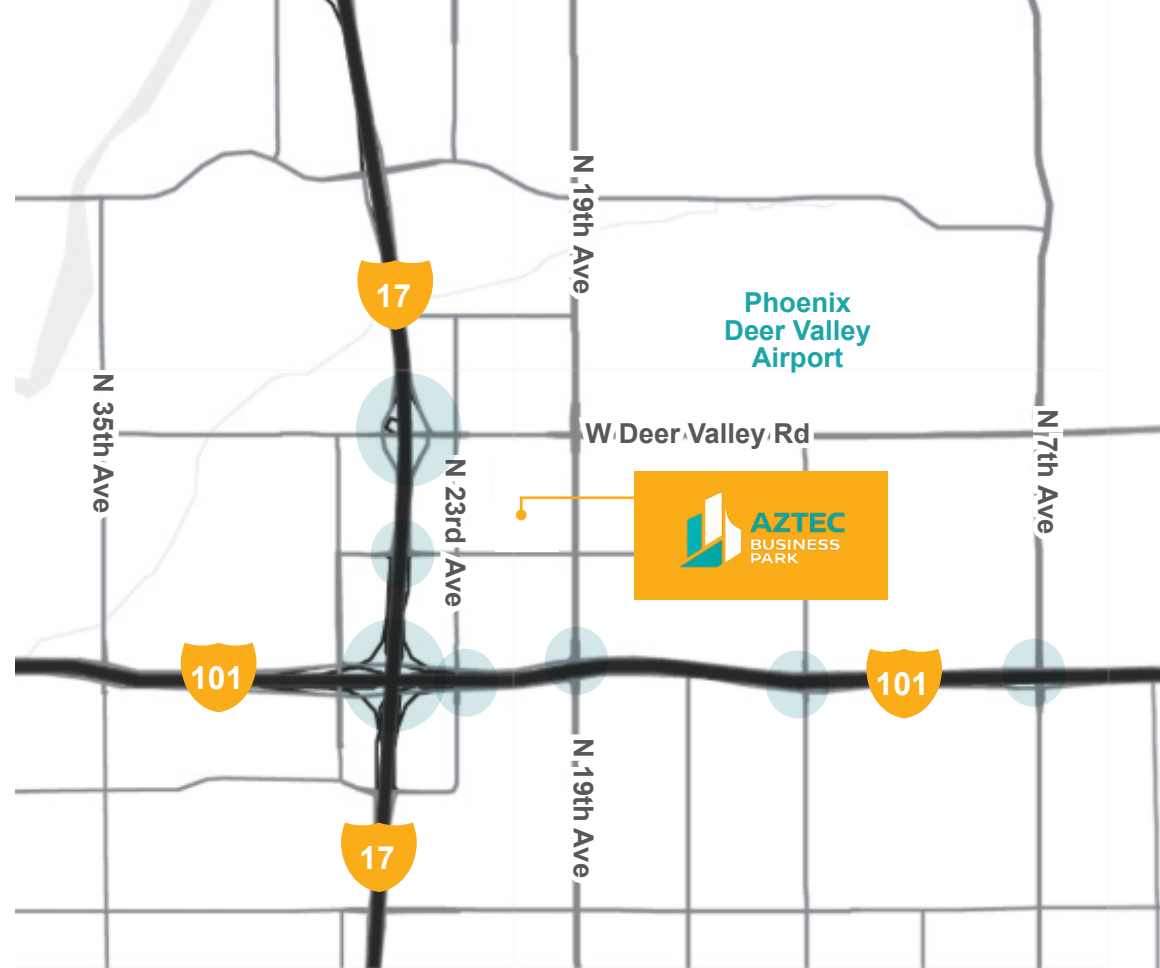 N 19th Ave
17
Phoenix
Deer Valley
Airport
N 35th Ave
W Deer Valley Rd
N 7th Ave
N 23rd Ave
AZTEC
BUSINESS
PARK
101
101
N 19th Ave
17